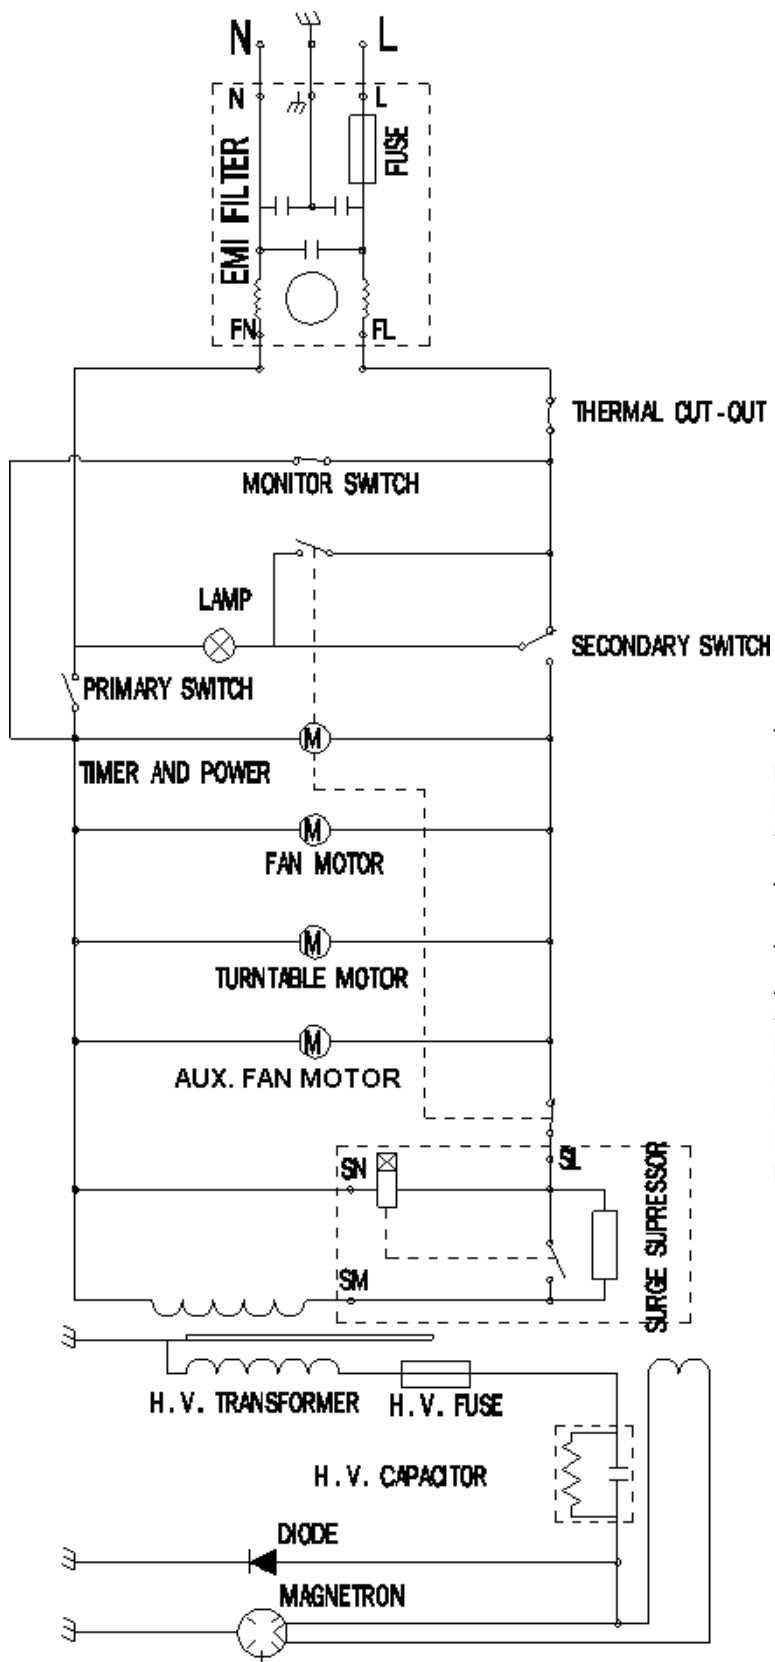 N L
N L
FUSE
EMI FILTER
FN FL
THERMAL CUT-OUT
MONITOR SWITCH
LAMP
SECONDARY SWITCH
PRIMARY SWITCH
M
TIMER AND POWER
M
FAN MOTOR
M
TURNTABLE MOTOR
M
AUX. FAN MOTOR
SN SL
SURGE SUPRESSOR
SM
H.V. TRANSFORMER H.V. FUSE
H.V. CAPACITOR
DIODE
MAGNETRON